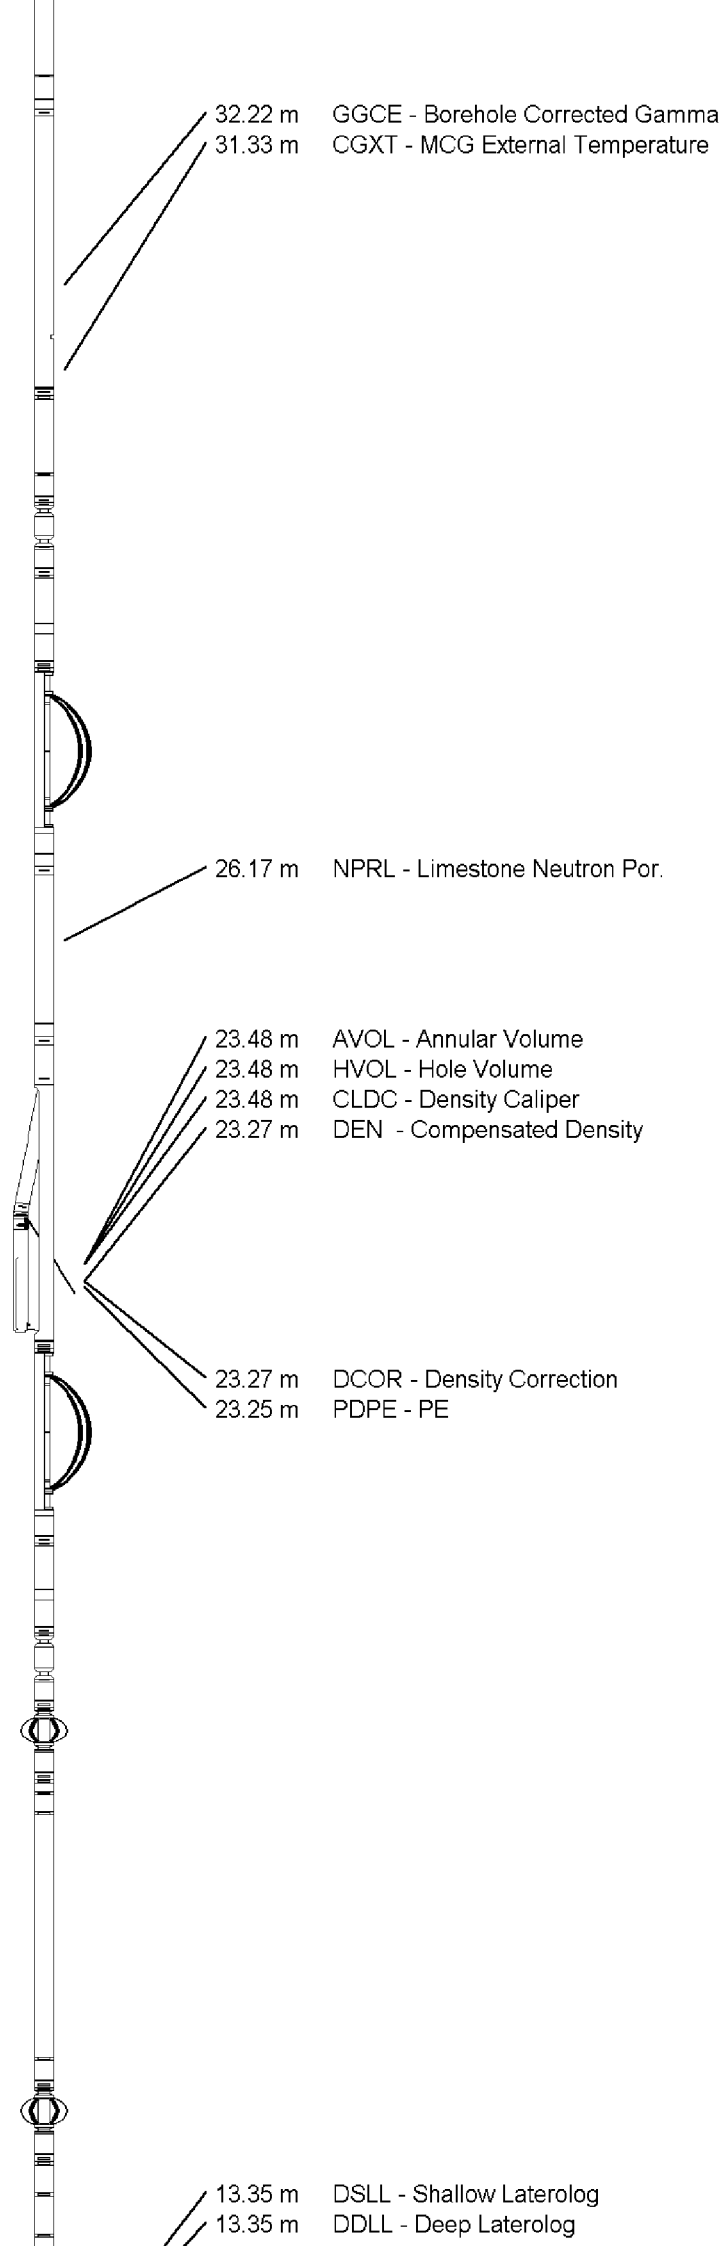 32.22 m GGCE - Borehole Corrected Gamma
31.33 m CGXT - MCG External Temperature
26.17 m NPRL - Limestone Neutron Por.
23.48 m AVOL - Annular Volume
23.48 m HVOL - Hole Volume
23.48 m CLDC - Density Caliper
23.27 m DEN - Compensated Density
23.27 m DCOR - Density Correction
23.25 m PDPE - PE
13.35 m DSLL - Shallow Laterolog
13.35 m DDLL - Deep Laterolog